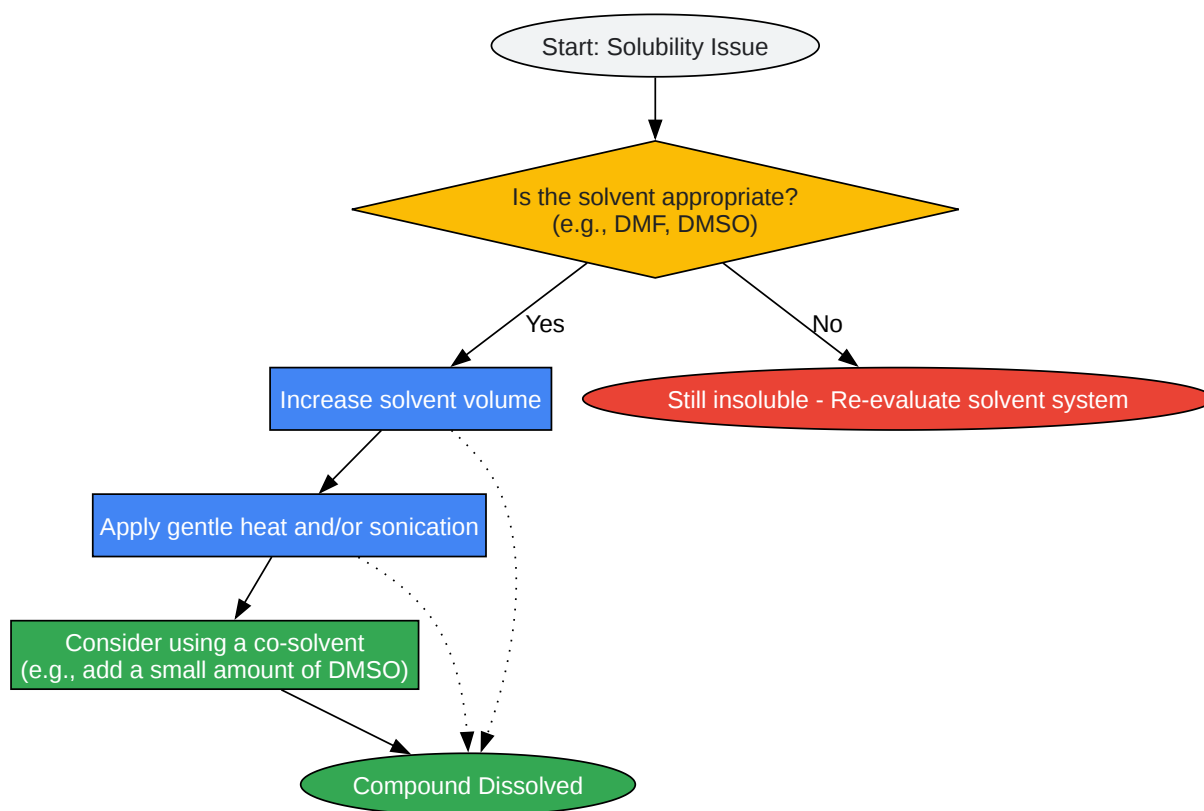 Start: Solubility Issue
Is the solvent appropriate?
(e.g., DMF, DMSO)
Yes
No
Increase solvent volume
Still insoluble - Re-evaluate solvent system
Apply gentle heat and/or sonication
Consider using a co-solvent
(e.g., add a small amount of DMSO)
Compound Dissolved